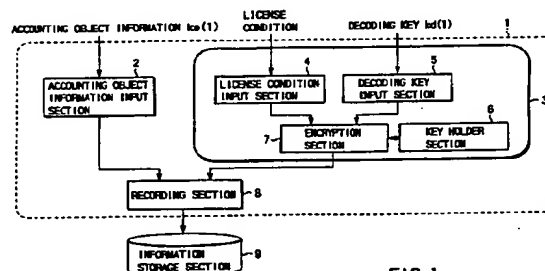 ACCOUNTING OBJECT INFORMATION Ico(1)
LICENSE
CONDITION
DECODING KEY Kd(1)
1
2
ACCOUNTING OBJECT
INFORMATION INPUT
SECTION
4
LICENSE CONDITION
INPUT SECTION
5
DECODING KEY
INPUT SECTION
3
6
7
ENCRYPTION
SECTION
KEY HOLDER
SECTION
RECORDING SECTION
8
INFORMATION
STORAGE SECTION
9